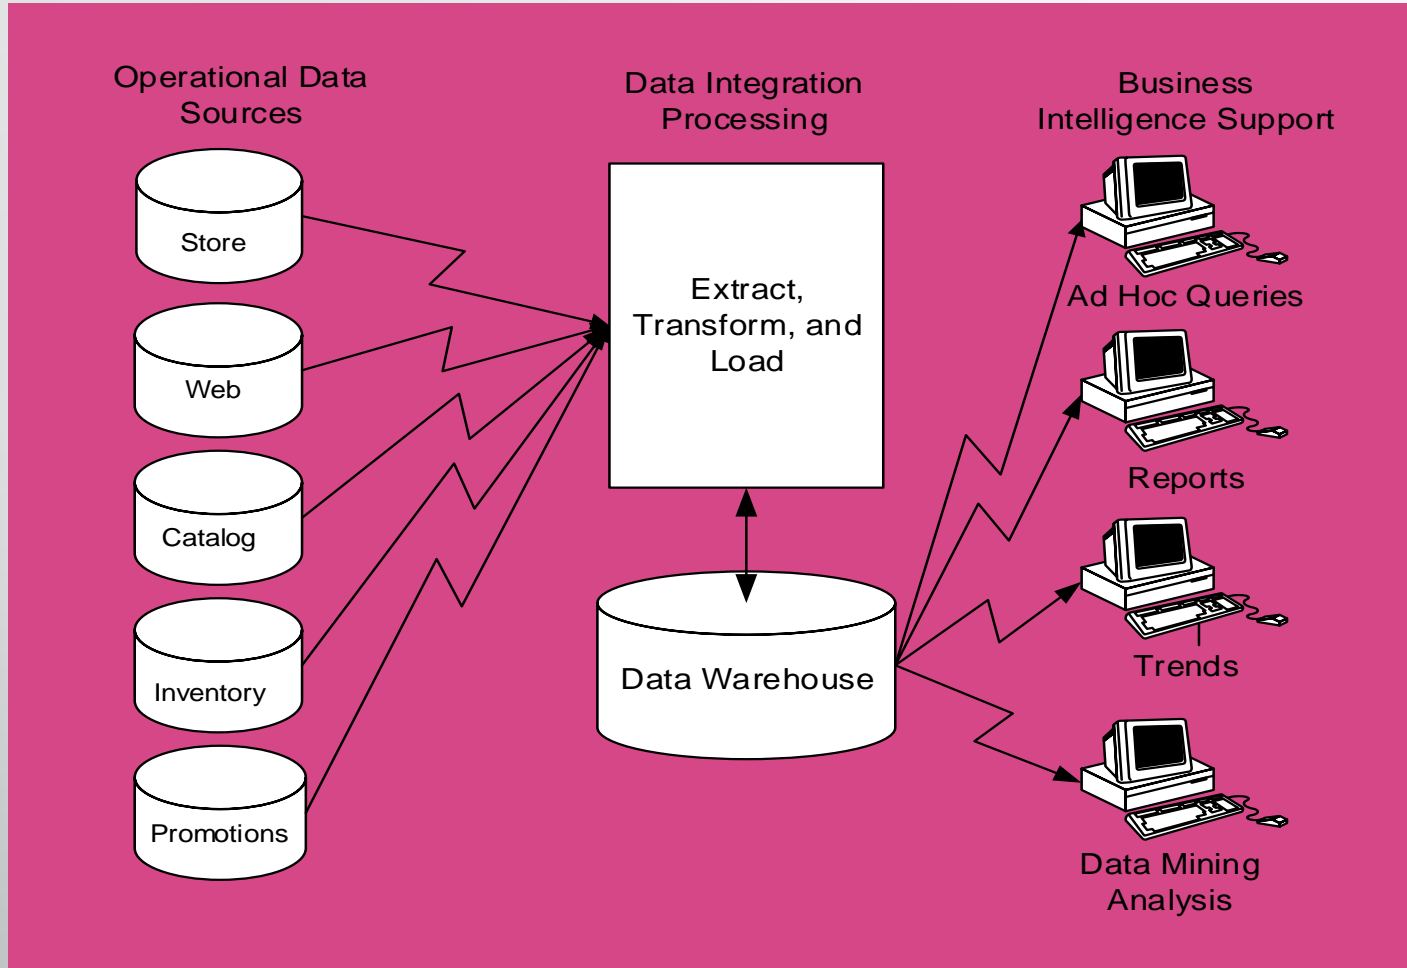 Operational Data
Sources
Store
Web
Catalog
Inventory
Promotions
Data Integration
Processing
Extract,
Transform, and
Load
Data Warehouse
Business
Intelligence Support
Ad Hoc Queries
Reports
Trends
Data Mining
Analysis